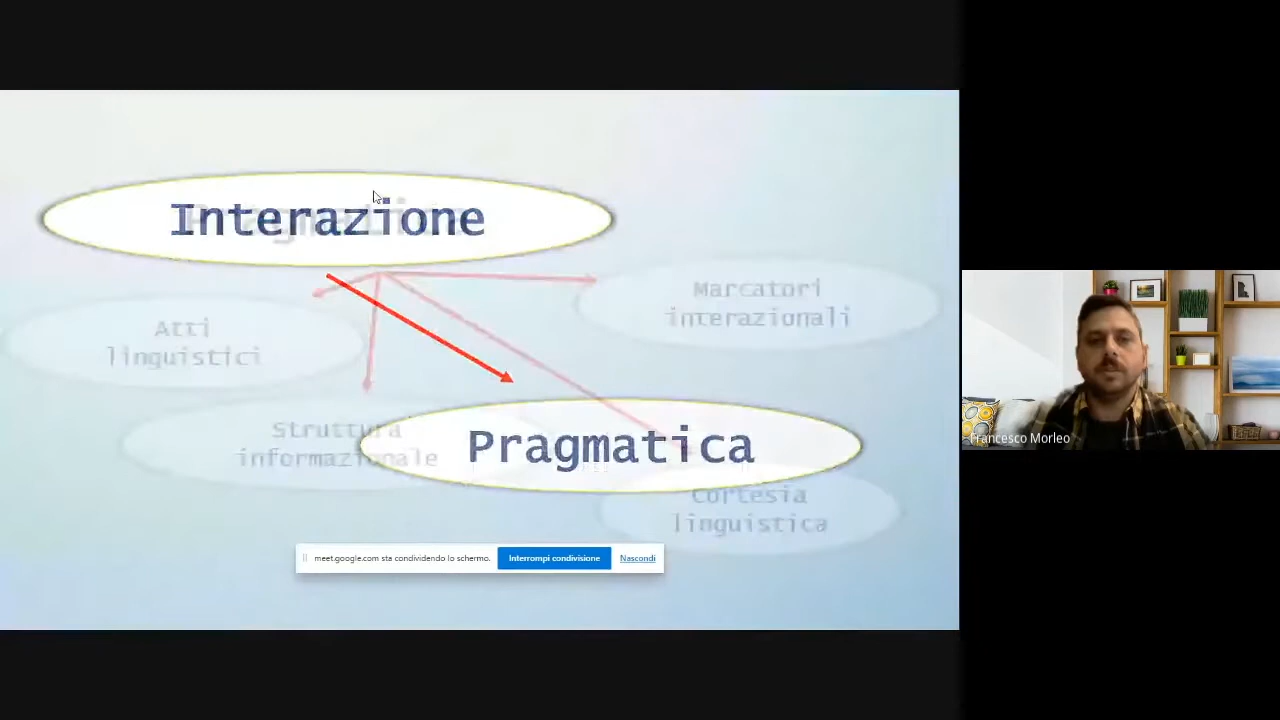 Interazione
Pragmatica
Marcatori
interazionali
Atti
linguistici
Struttura
informazionale
Pragmatica
Cortesia
linguistica
meet.google.com sta condividendo lo schermo.
Interrompi condivisione
Nascondi
Francesco Morleo